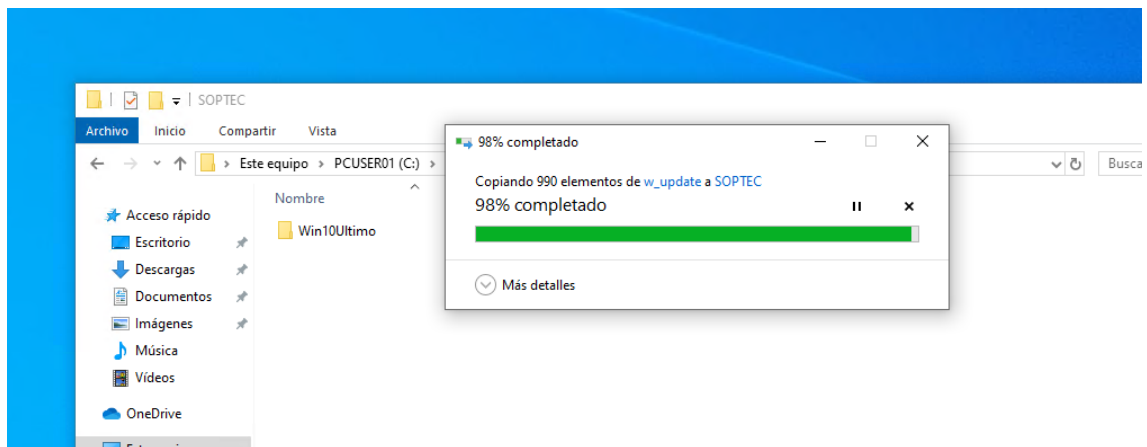 SOPTEC
Archivo Inicio Compartir Vista
Este equipo > PCUSER01 (C:) >
Busca
98% completado
Copiando 990 elementos de w_update a SOPTEC
98% completado
Más detalles
Nombre
Win10Ultimo
Acceso rápido
Escritorio
Descargas
Documentos
Imágenes
Música
Vídeos
OneDrive